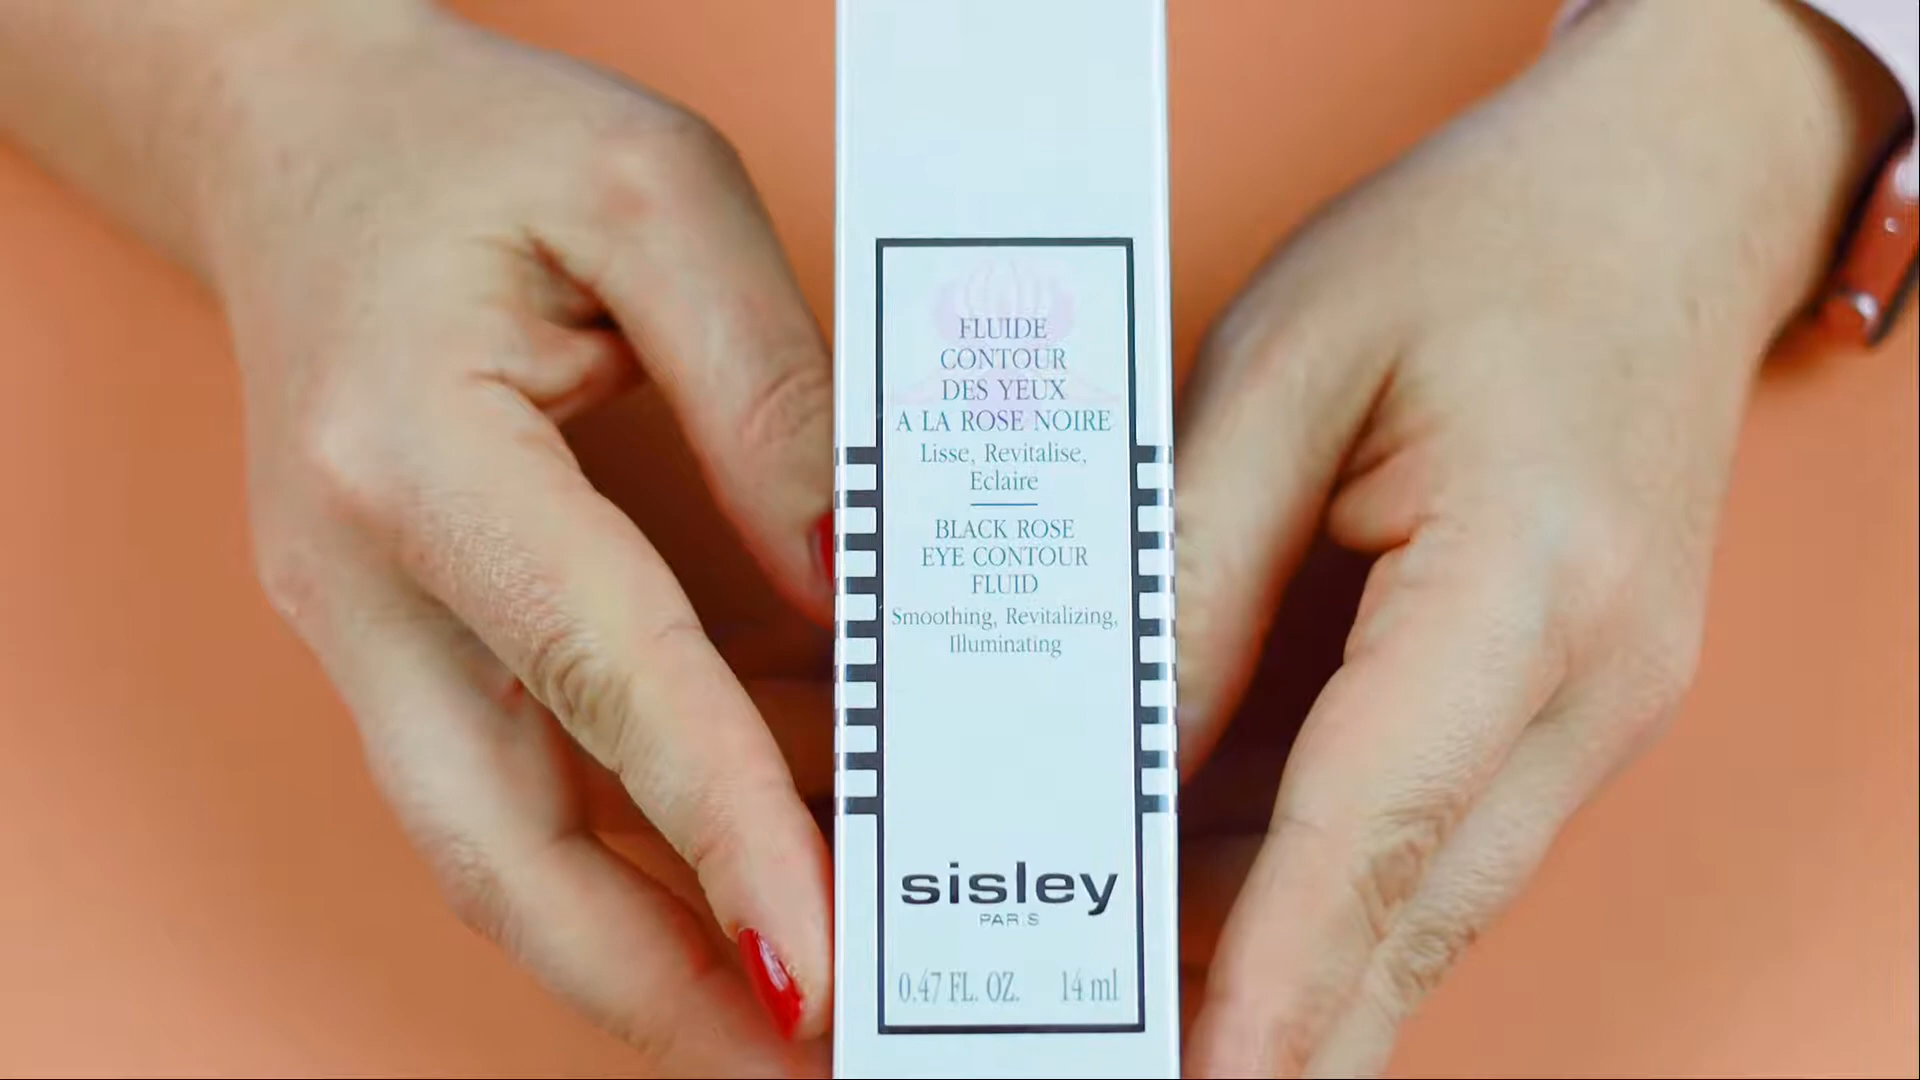 FLUIDE
CONTOUR
DES YEUX
A LA ROSE NOIRE
Lisse, Revitalise,
Eclaire
BLACK ROSE
EYE CONTOUR
FLUID
Smoothing, Revitalizing,
Illuminating
sisley
PARIS
0.47 FL. OZ. 14 ml